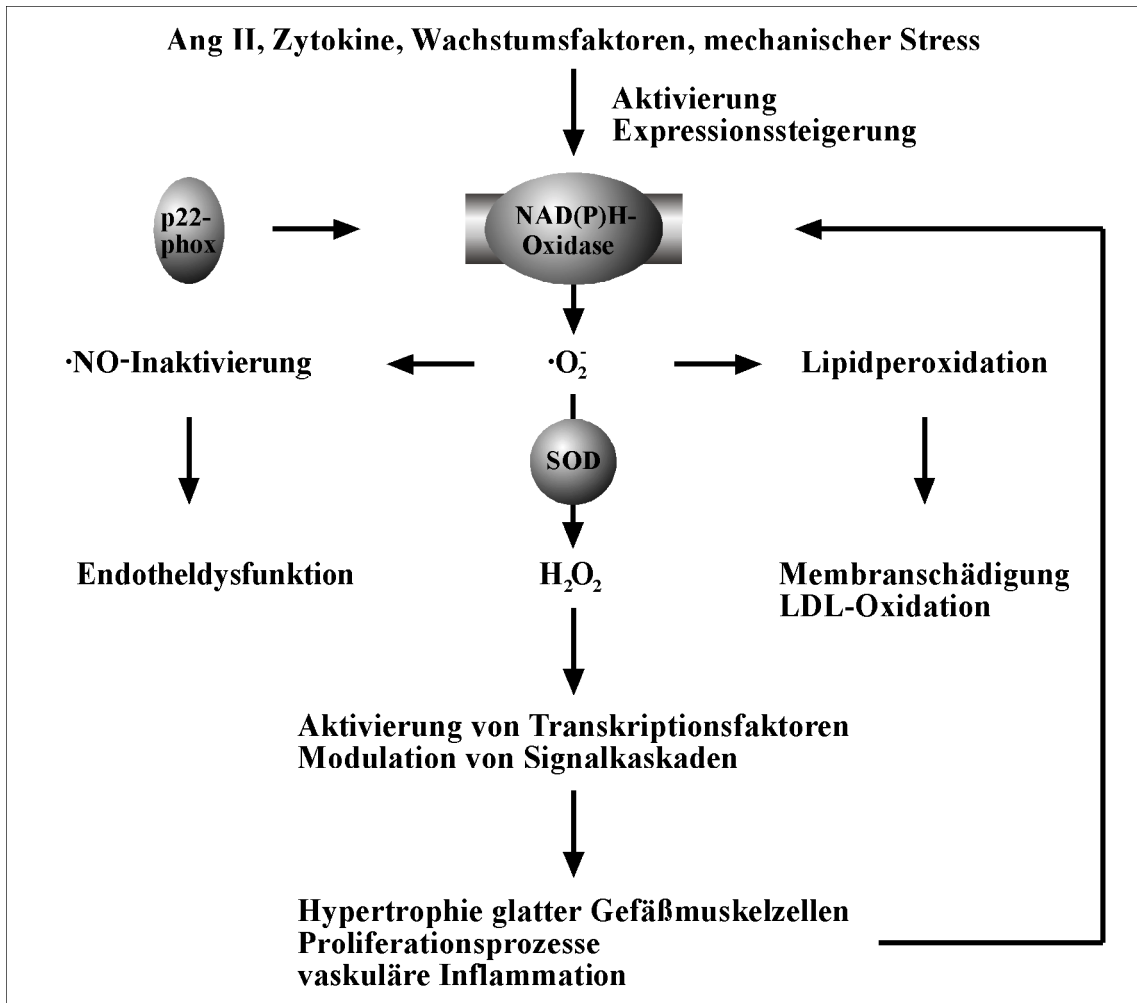 Ang II, Zytokine, Wachstumsfaktoren, mechanischer Stress
Aktivierung
Expressionssteigerung
p22-
phox
NAD(P)H-
Oxidase
·NO-Inaktivierung
·O₂⁻
Lipidperoxidation
SOD
Endotheldysfunktion
H₂O₂
Membranschädigung
LDL-Oxidation
Aktivierung von Transkriptionsfaktoren
Modulation von Signalkaskaden
Hypertrophie glatter Gefäßmuskelzellen
Proliferationsprozesse
vaskuläre Inflammation